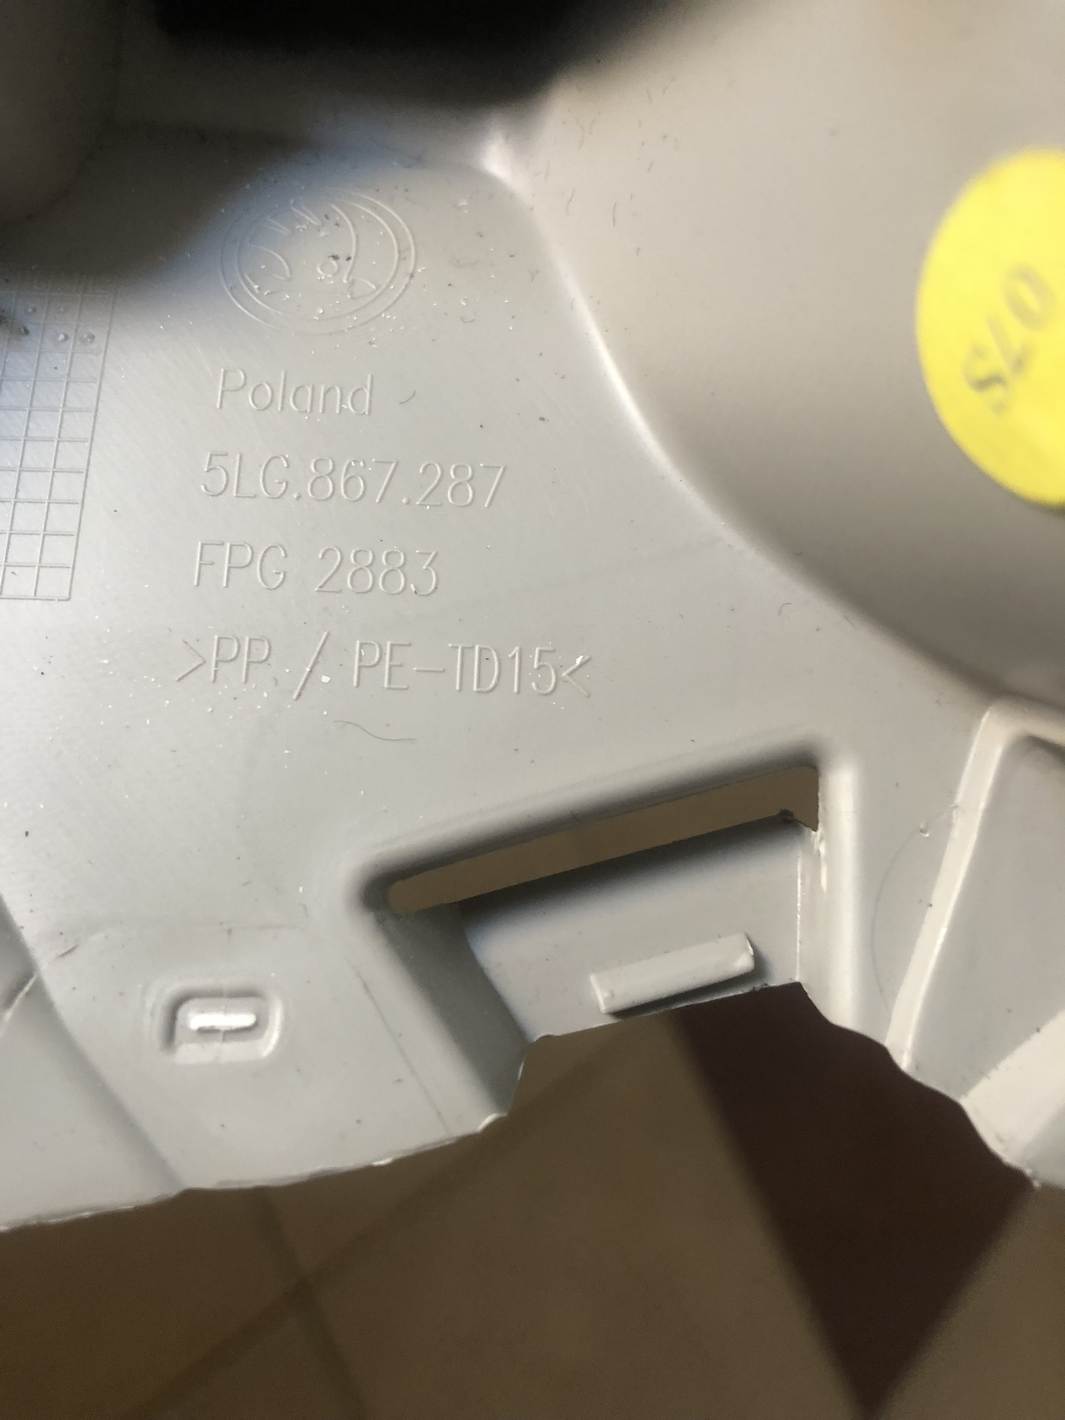 Poland
5LG.867.287
FPG 2883
>PP / PE-TD15<